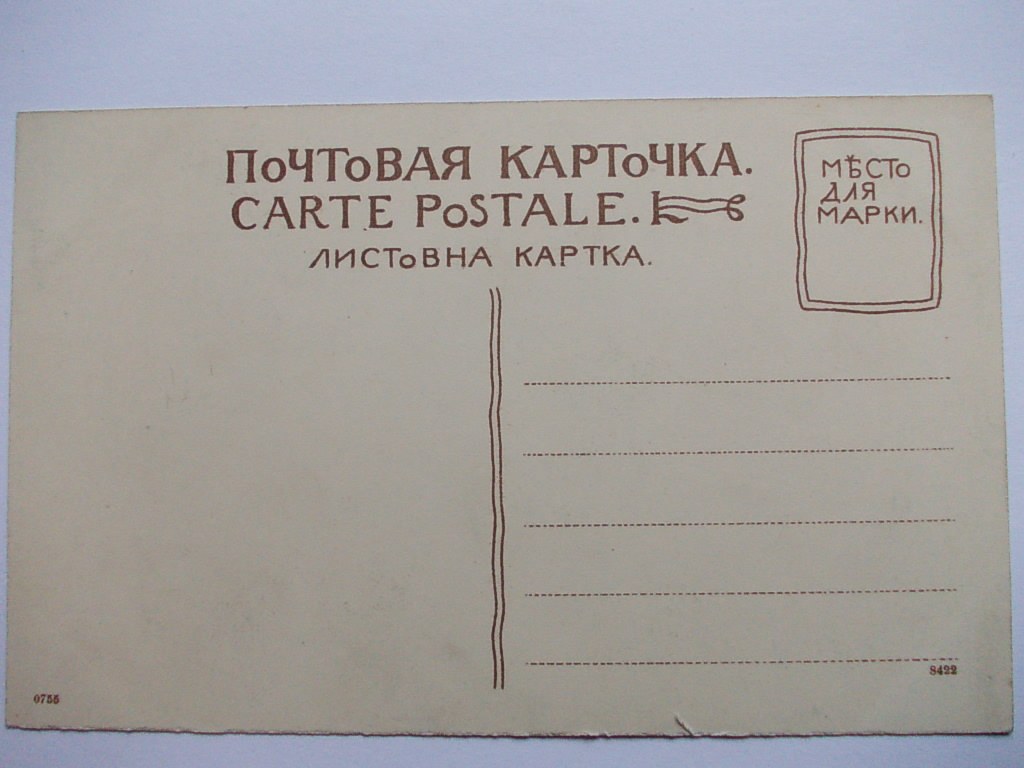 ПОЧТОВАЯ КАРТОЧКА.
CARTE POSTALE.
ЛИСТОВНА КАРТКА.
МѢСТО
ДЛЯ
МАРКИ.
8422
0755